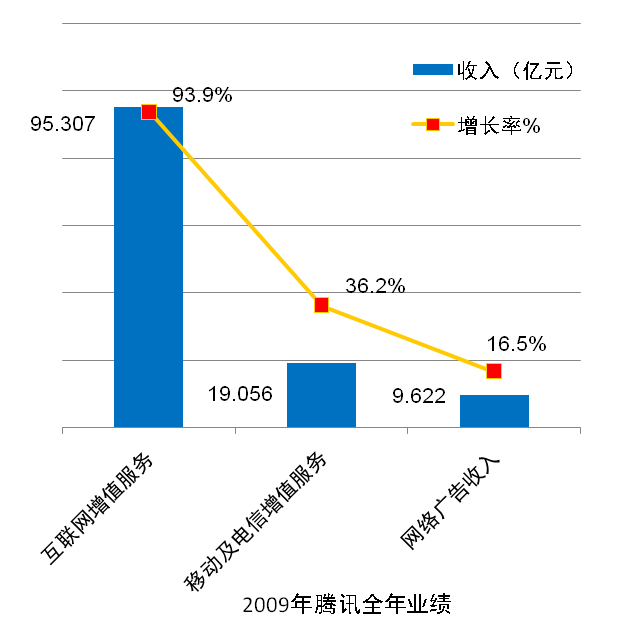 收入（亿元）
增长率%
93.9%
95.307
36.2%
19.056
16.5%
9.622
互联网增值服务
移动及电信增值服务
网络广告收入
2009年腾讯全年业绩